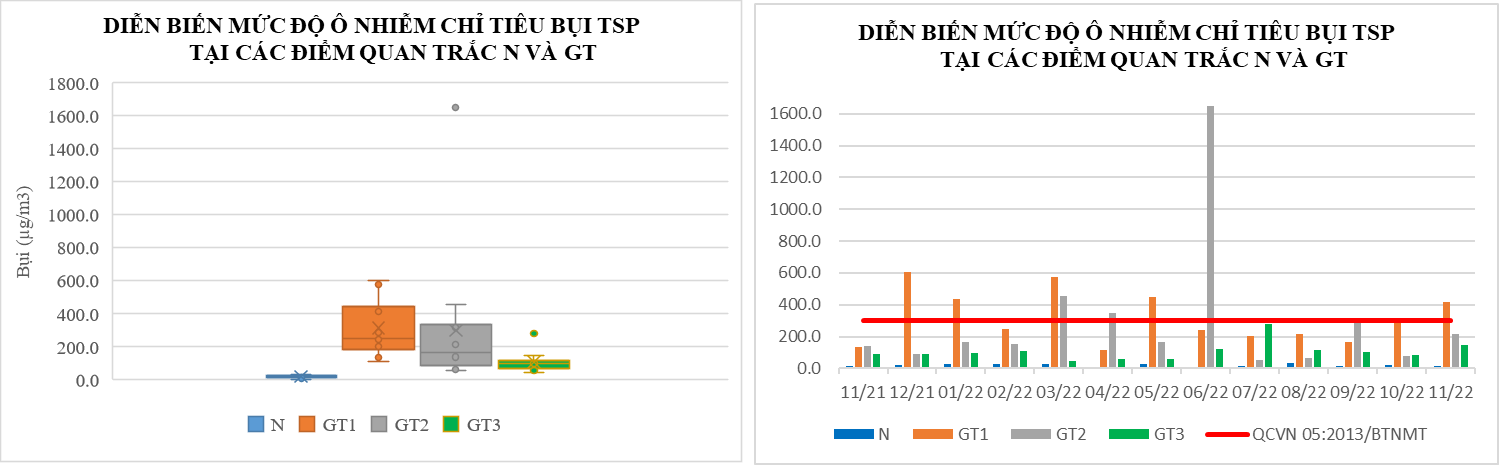 DIỄN BIẾN MỨC ĐỘ Ô NHIỄM CHỈ TIÊU BỤI TSP
TẠI CÁC ĐIỂM QUAN TRẮC N VÀ GT
1800.0
1600.0
1400.0
1200.0
1000.0
800.0
600.0
400.0
200.0
0.0
Bụi (µg/m3)
N GT1 GT2 GT3
DIỄN BIẾN MỨC ĐỘ Ô NHIỄM CHỈ TIÊU BỤI TSP
TẠI CÁC ĐIỂM QUAN TRẮC N VÀ GT
1600.0
1400.0
1200.0
1000.0
800.0
600.0
400.0
200.0
0.0
11/21 12/21 01/22 02/22 03/22 04/22 05/22 06/22 07/22 08/22 09/22 10/22 11/22
N GT1 GT2 GT3 QCVN 05:2013/BTNMT